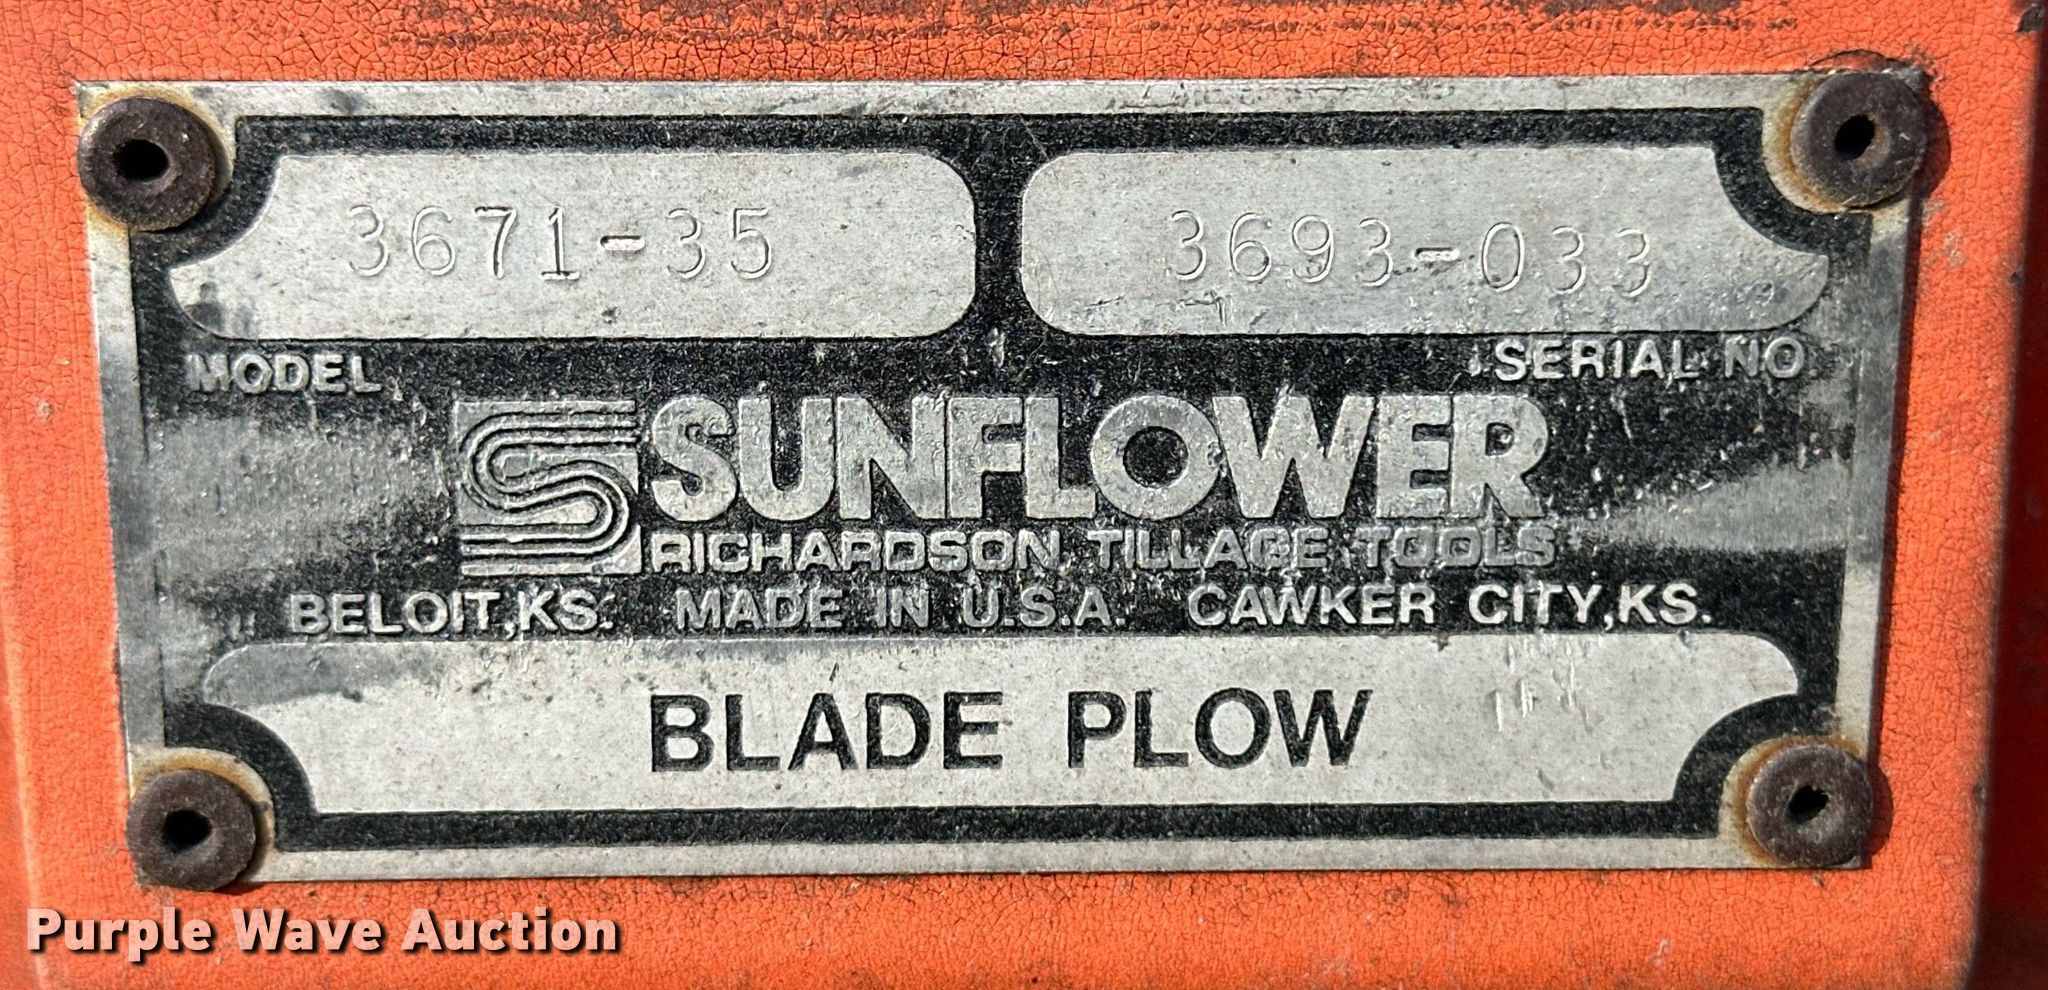 3671-35 3693-033
MODEL SERIAL NO.
SUNFLOWER
RICHARDSON TILLAGE TOOLS
BELOIT,KS. MADE IN U.S.A. CAWKER CITY,KS.
BLADE PLOW
Purple Wave Auction